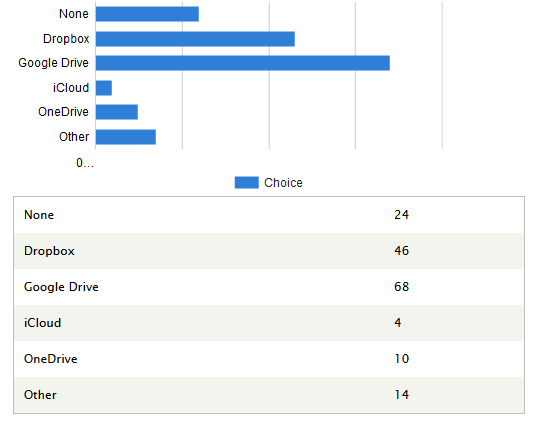 None
Dropbox
Google Drive
iCloud
OneDrive
Other
0...
Choice
None 24
Dropbox 46
Google Drive 68
iCloud 4
OneDrive 10
Other 14